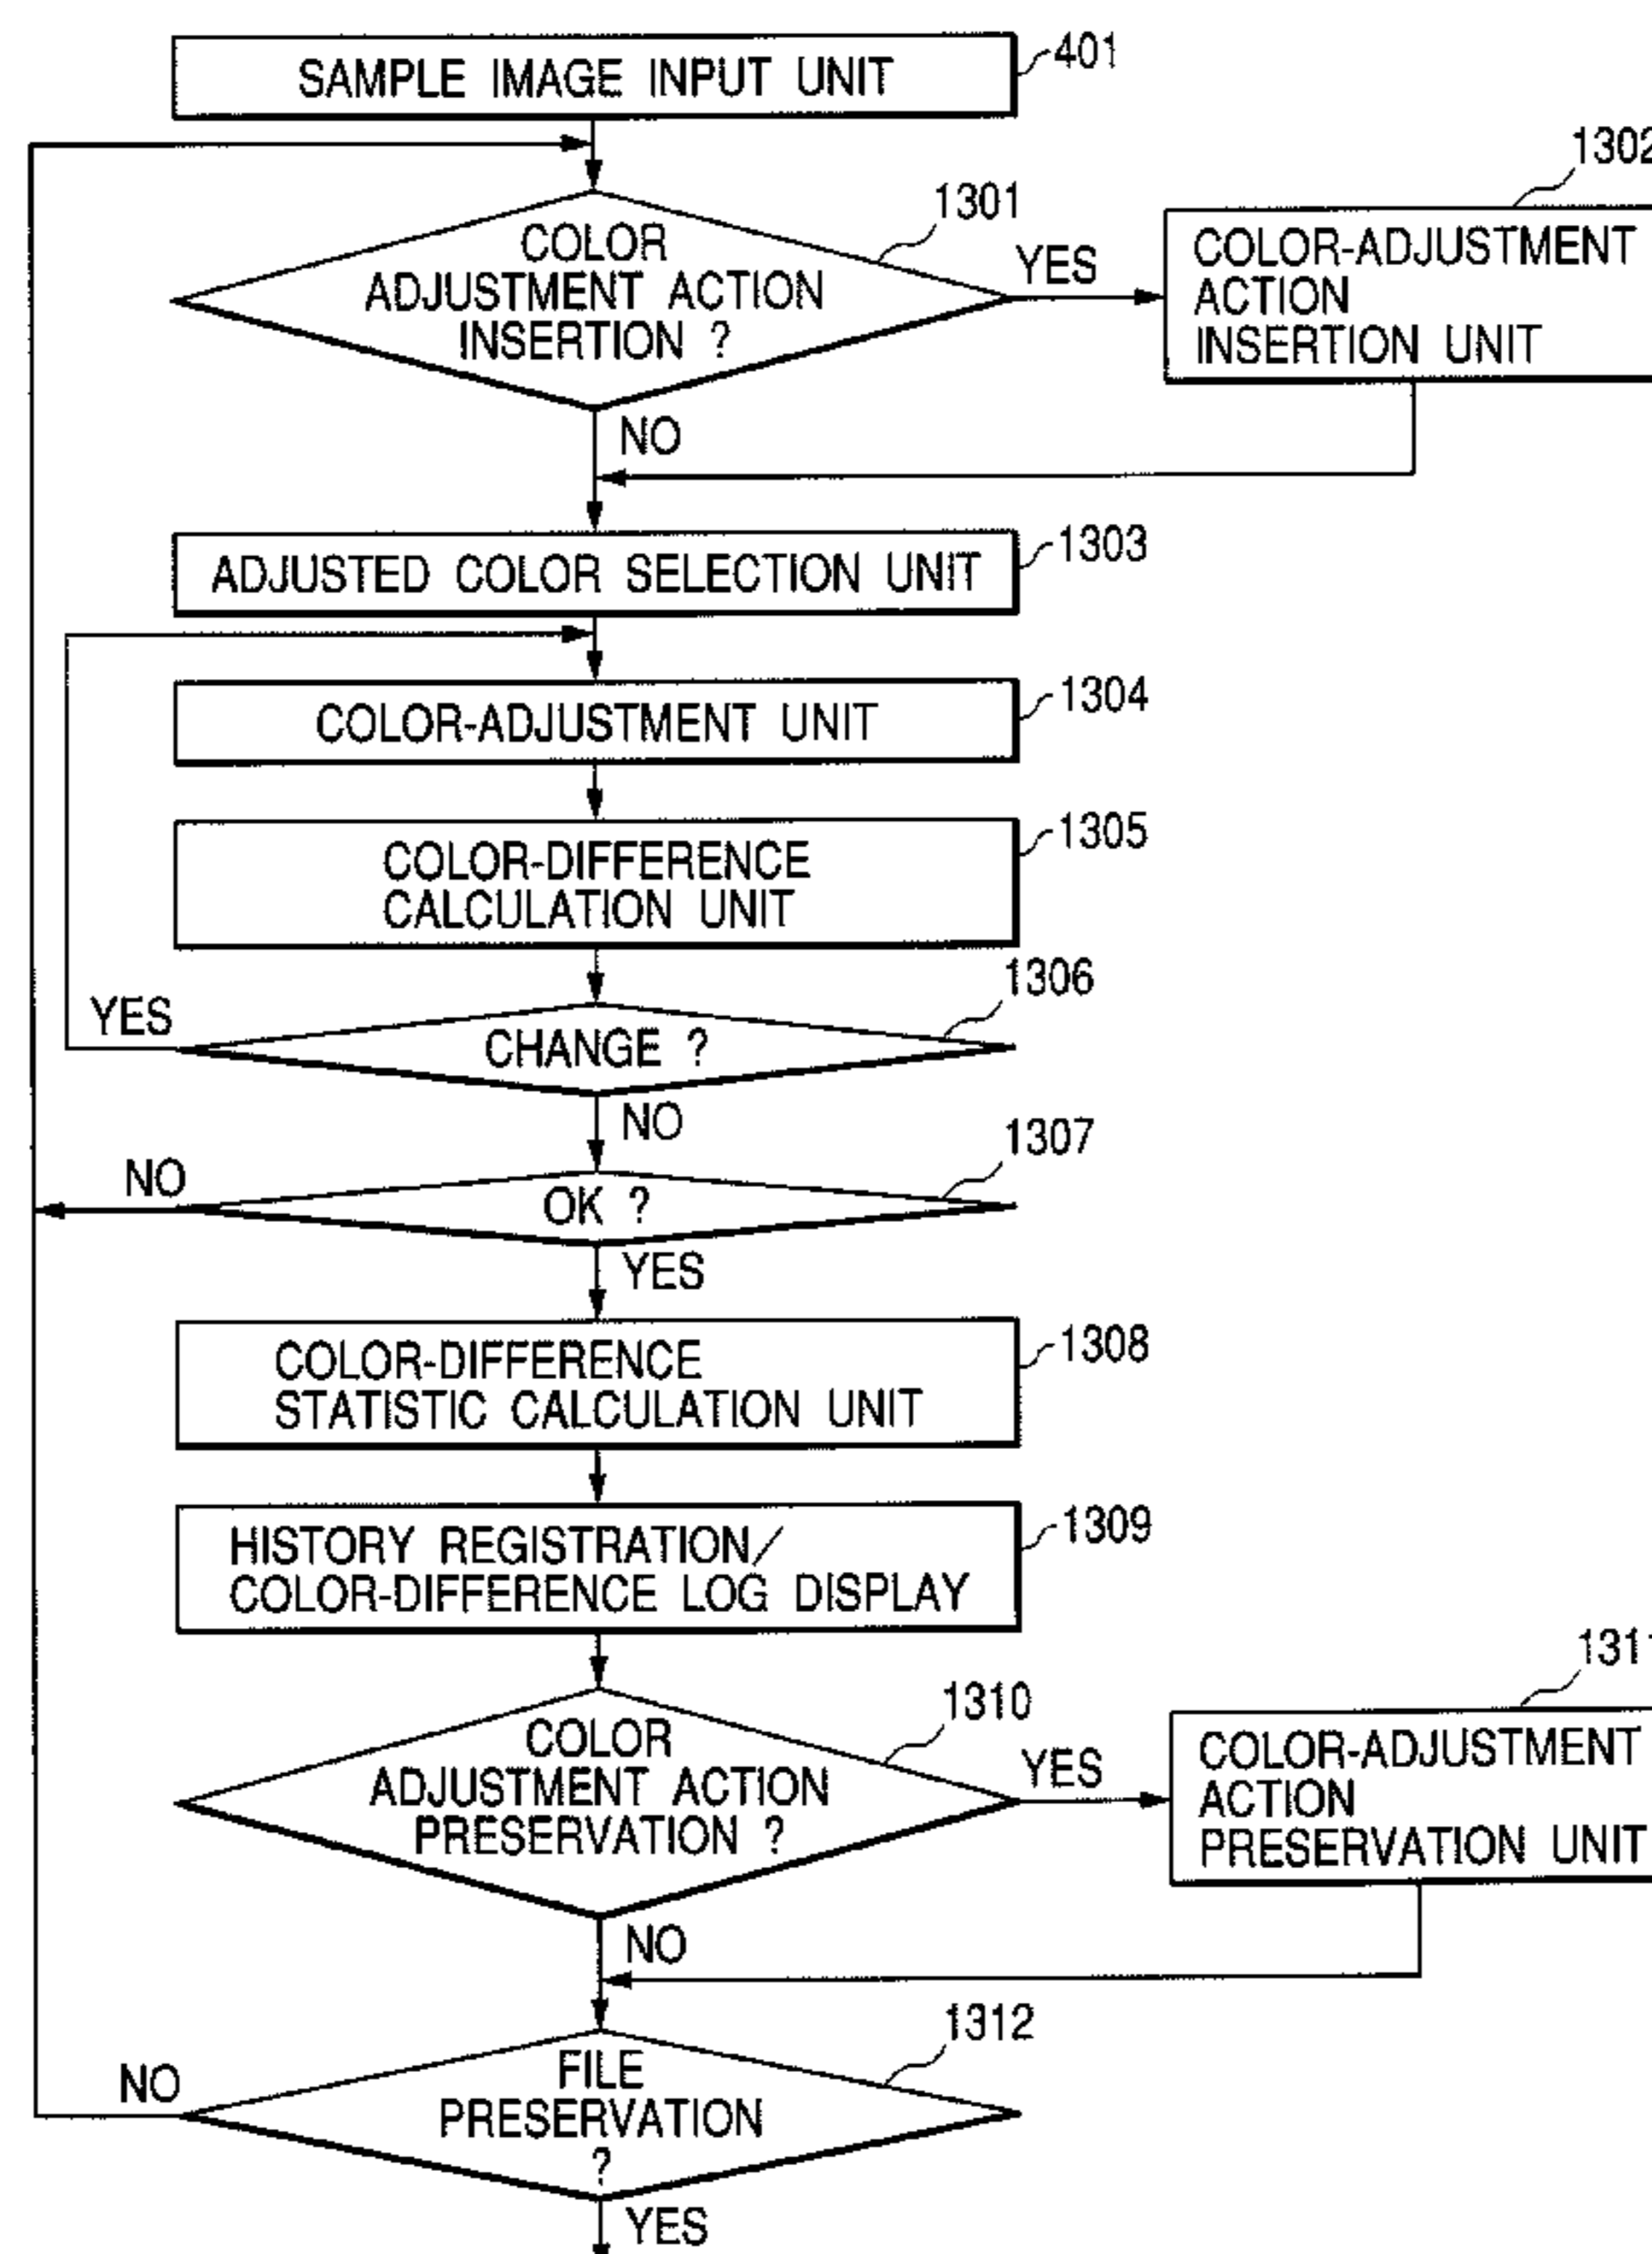 SAMPLE IMAGE INPUT UNIT
401
1301
1302
COLOR
ADJUSTMENT ACTION
INSERTION ?
YES
COLOR-ADJUSTMENT
ACTION
INSERTION UNIT
NO
ADJUSTED COLOR SELECTION UNIT
1303
COLOR-ADJUSTMENT UNIT
1304
COLOR-DIFFERENCE
CALCULATION UNIT
1305
1306
YES
CHANGE ?
NO
1307
NO
OK ?
YES
COLOR-DIFFERENCE
STATISTIC CALCULATION UNIT
1308
HISTORY REGISTRATION/
COLOR-DIFFERENCE LOG DISPLAY
1309
1310
1311
COLOR
ADJUSTMENT ACTION
PRESERVATION ?
YES
COLOR-ADJUSTMENT
ACTION
PRESERVATION UNIT
NO
1312
NO
FILE
PRESERVATION
?
YES